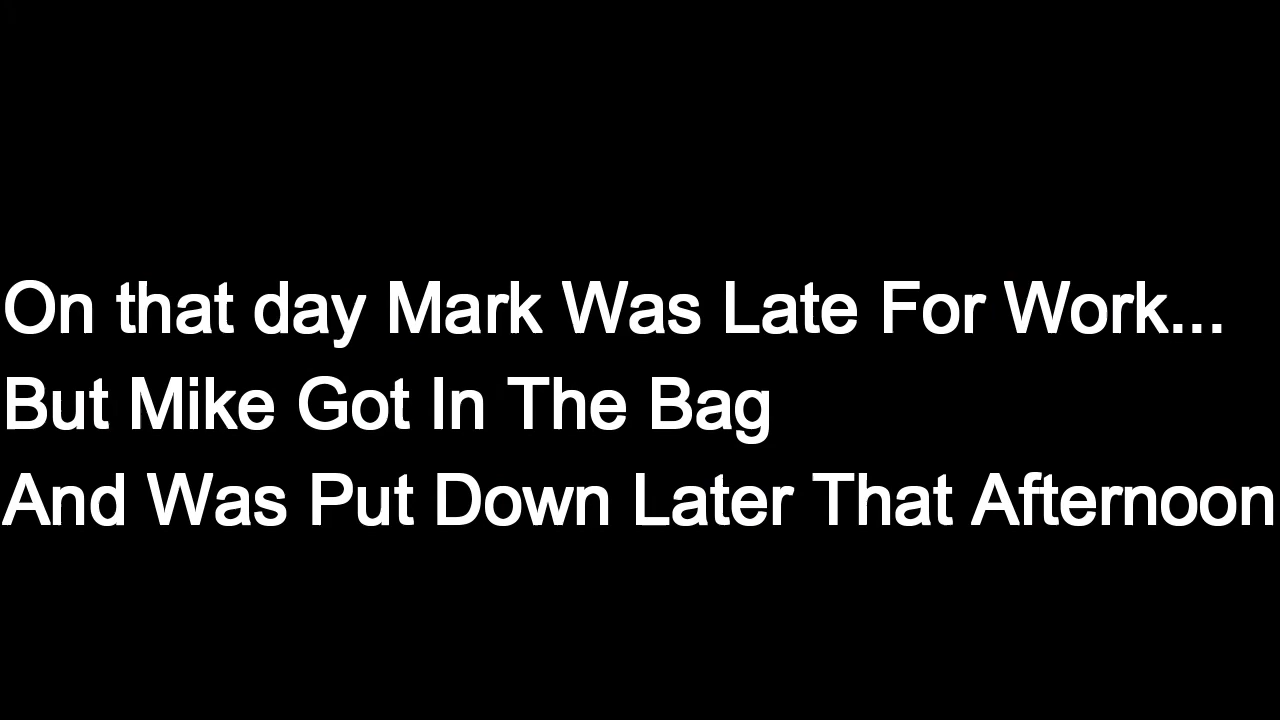 On that day Mark Was Late For Work...
But Mike Got In The Bag
And Was Put Down Later That Afternoon